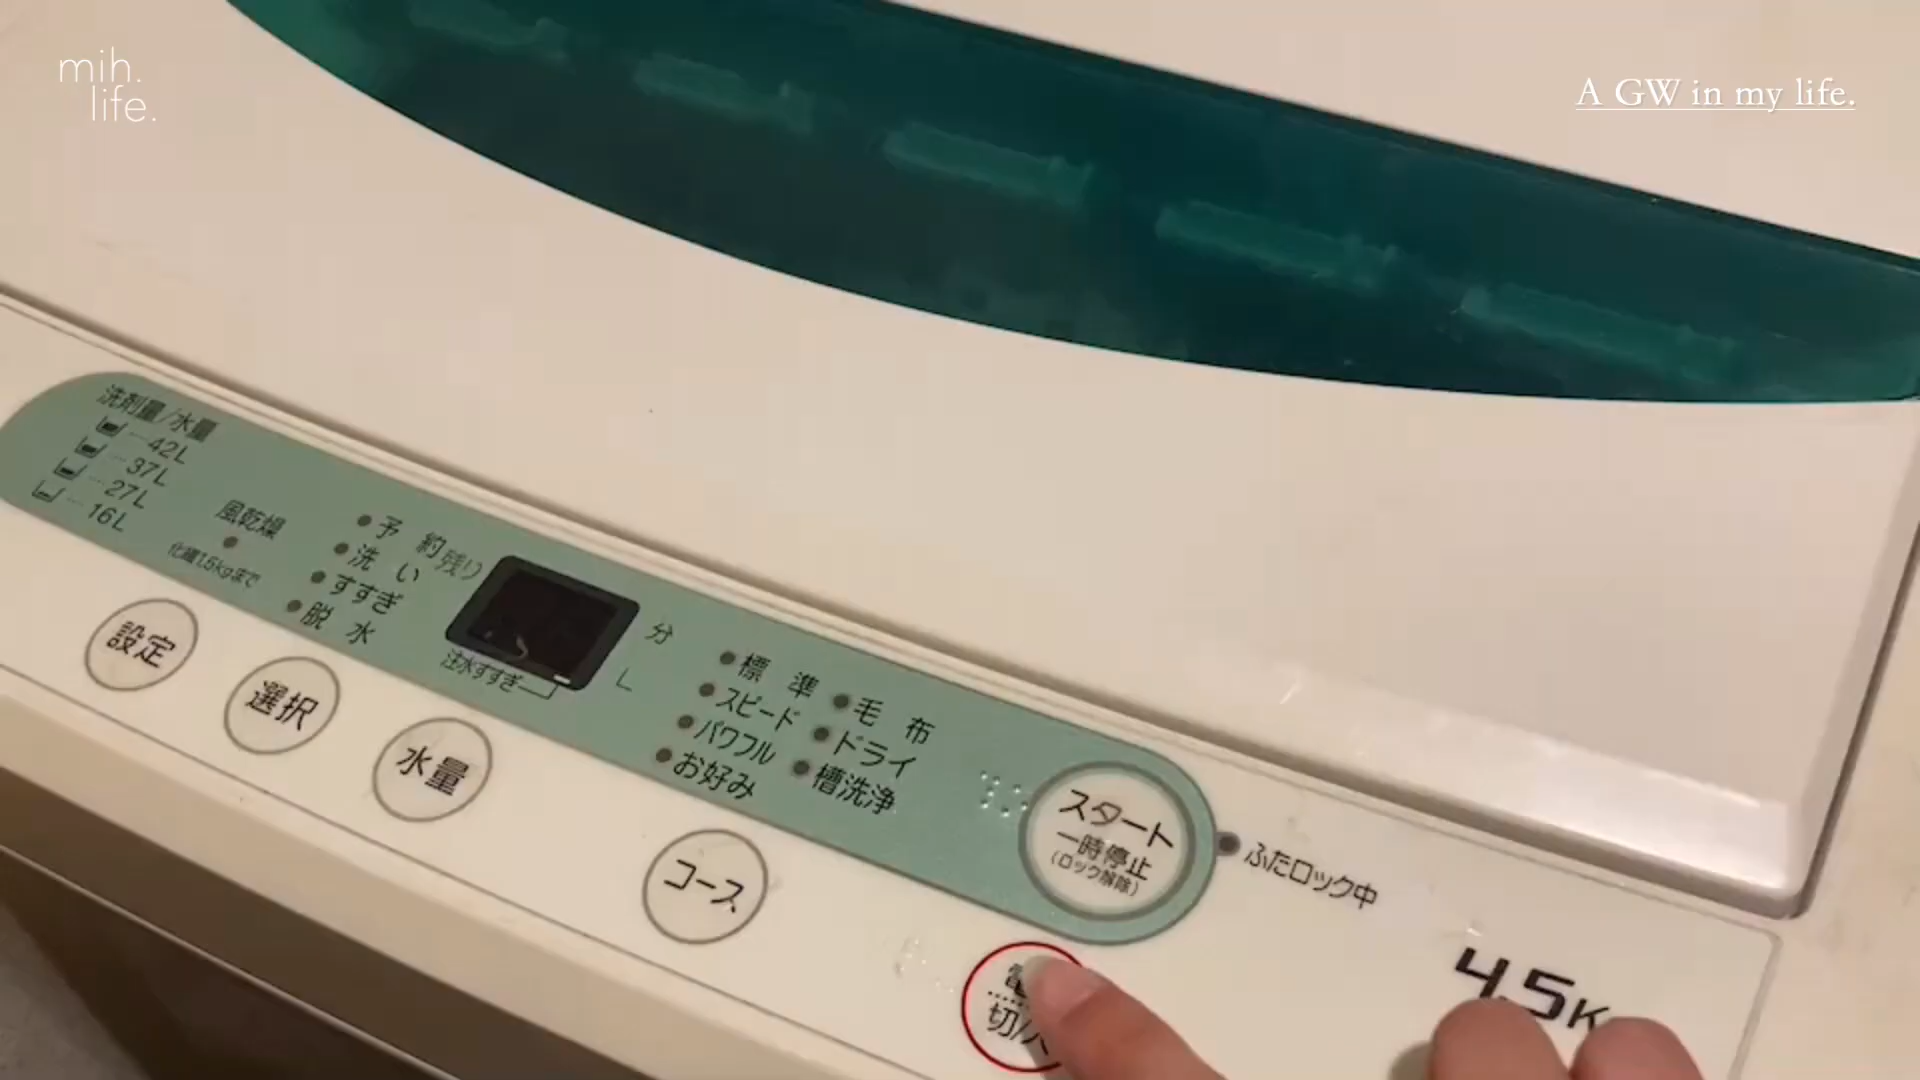 mih.
life.
A GW in my life.
洗剤量/水量
42L
37L
27L
16L
風乾燥
化繊1.5kgまで
予約
洗い
すすぎ
脱水
残り
分
L
注水すすぎ
標準
スピード
パワフル
お好み
毛布
ドライ
槽洗浄
スタート
一時停止
(ロック解除)
ふたロック中
設定
選択
水量
コース
切/入
4.5K